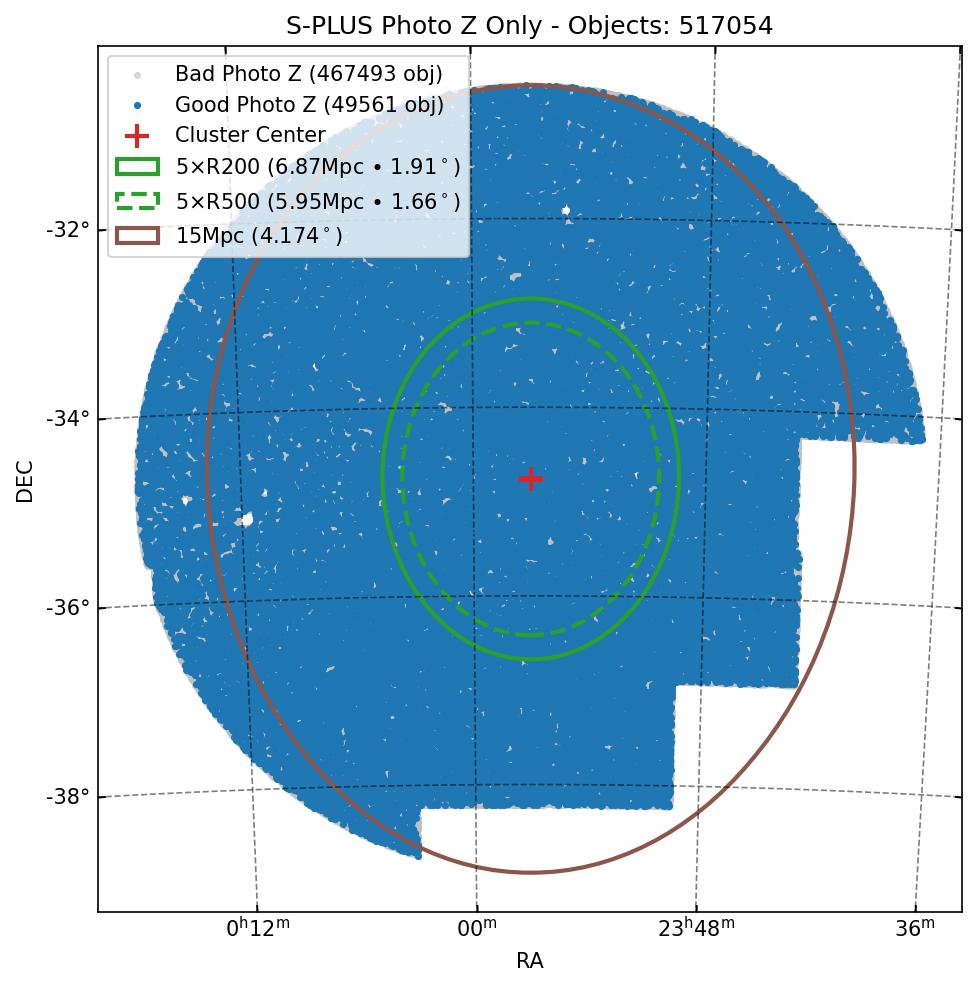 S-PLUS Photo Z Only - Objects: 517054
Bad Photo Z (467493 obj)
Good Photo Z (49561 obj)
Cluster Center
5×R200 (6.87Mpc • 1.91°)
5×R500 (5.95Mpc • 1.66°)
15Mpc (4.174°)
-32°
-34°
-36°
-38°
DEC
0ʰ12ᵐ
00ᵐ
23ʰ48ᵐ
36ᵐ
RA